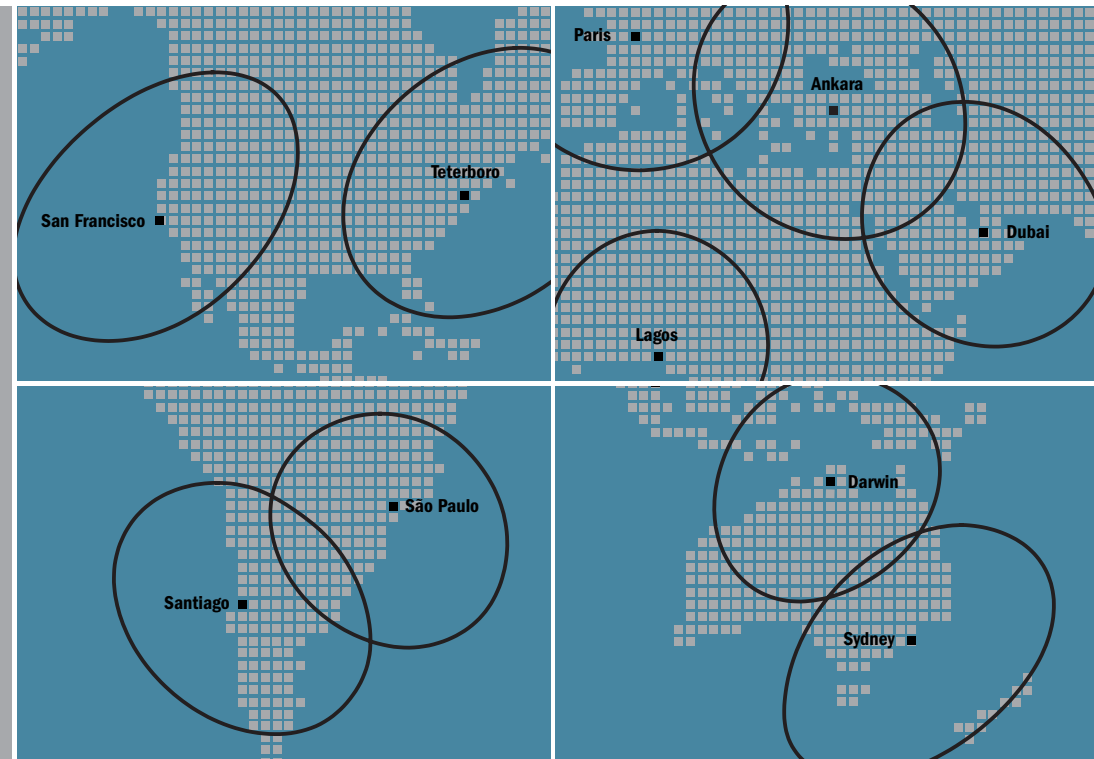 San Francisco
Teterboro
Paris
Ankara
Dubai
Lagos
São Paulo
Santiago
Darwin
Sydney